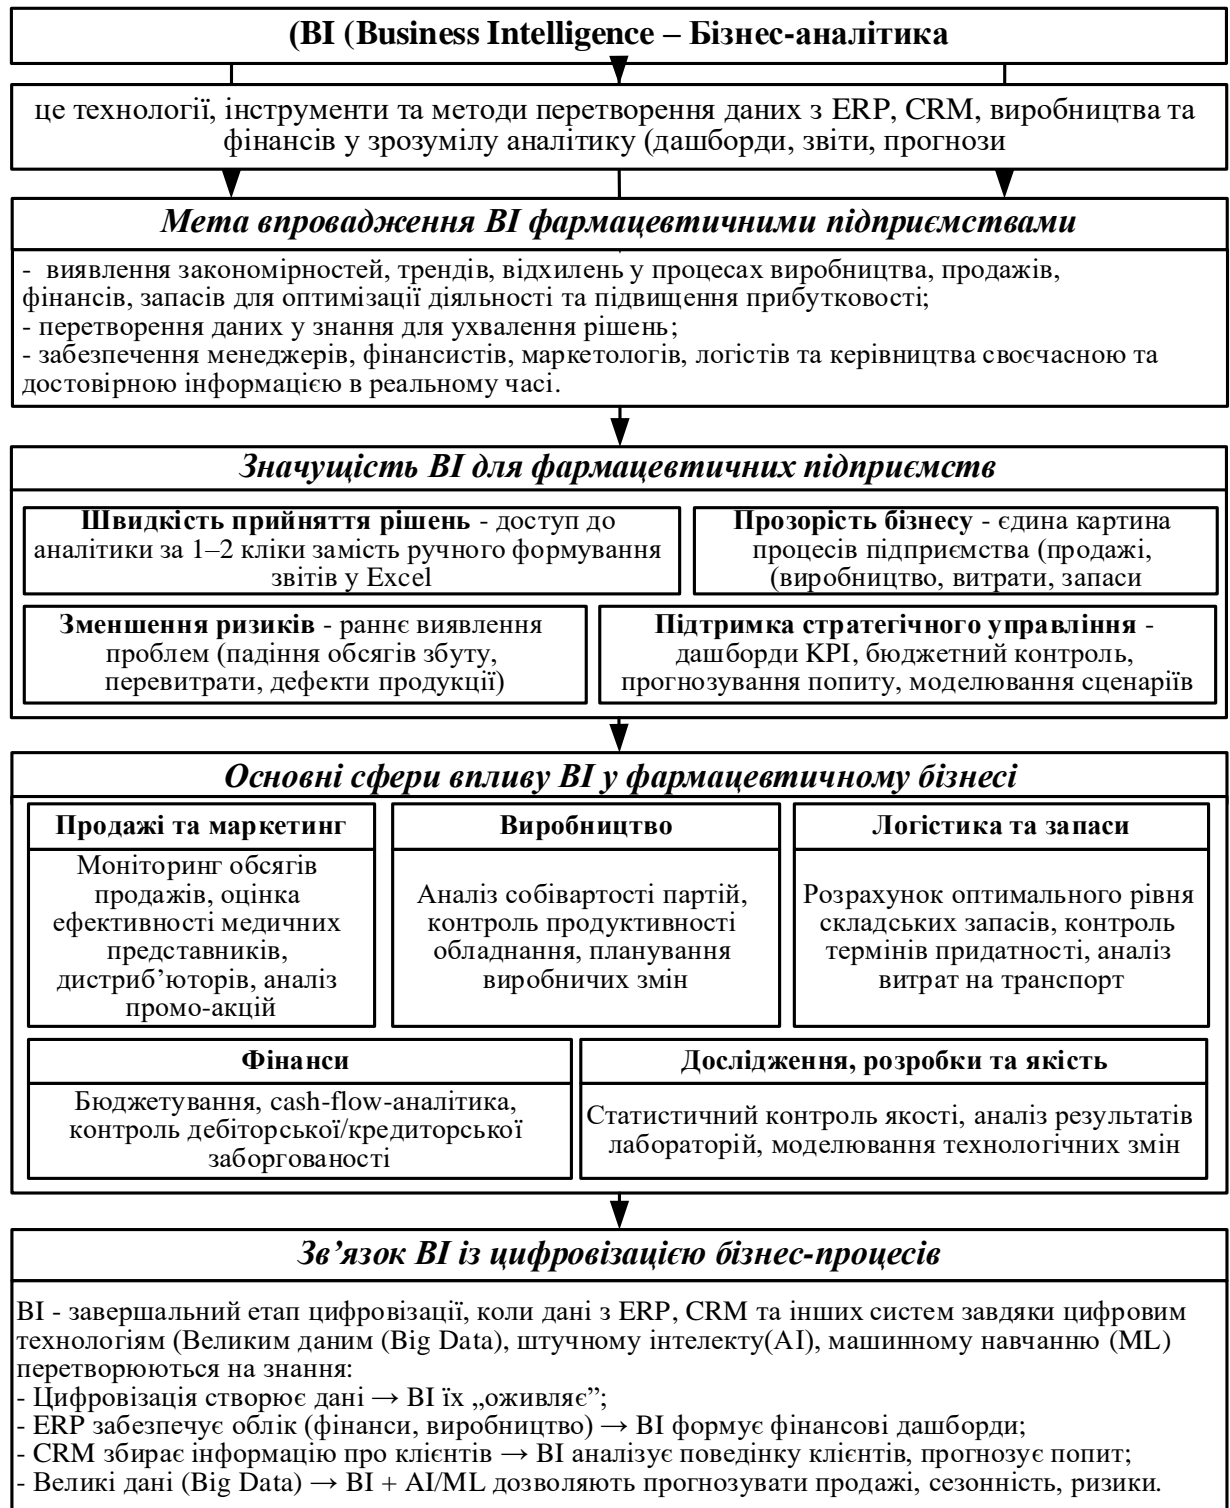 (BI (Business Intelligence – Бізнес-аналітика
це технології, інструменти та методи перетворення даних з ERP, CRM, виробництва та
фінансів у зрозумілу аналітику (дашборди, звіти, прогнози
Мета впровадження BI фармацевтичними підприємствами
- виявлення закономірностей, трендів, відхилень у процесах виробництва, продажів,
фінансів, запасів для оптимізації діяльності та підвищення прибутковості;
- перетворення даних у знання для ухвалення рішень;
- забезпечення менеджерів, фінансистів, маркетологів, логістів та керівництва своєчасною та
достовірною інформацією в реальному часі.
Значущість BI для фармацевтичних підприємств
Швидкість прийняття рішень - доступ до
аналітики за 1–2 кліки замість ручного формування
звітів у Excel
Прозорість бізнесу - єдина картина
процесів підприємства (продажі,
(виробництво, витрати, запаси
Зменшення ризиків - раннє виявлення
проблем (падіння обсягів збуту,
перевитрати, дефекти продукції)
Підтримка стратегічного управління -
дашборди KPI, бюджетний контроль,
прогнозування попиту, моделювання сценаріїв
Основні сфери впливу BI у фармацевтичному бізнесі
Продажі та маркетинг
Моніторинг обсягів
продажів, оцінка
ефективності медичних
представників,
дистриб’юторів, аналіз
промо-акцій
Виробництво
Аналіз собівартості партій,
контроль продуктивності
обладнання, планування
виробничих змін
Логістика та запаси
Розрахунок оптимального рівня
складських запасів, контроль
термінів придатності, аналіз
витрат на транспорт
Фінанси
Бюджетування, cash-flow-аналітика,
контроль дебіторської/кредиторської
заборгованості
Дослідження, розробки та якість
Статистичний контроль якості, аналіз результатів
лабораторій, моделювання технологічних змін
Зв’язок BI із цифровізацією бізнес-процесів
BI - завершальний етап цифровізації, коли дані з ERP, CRM та інших систем завдяки цифровим
технологіям (Великим даним (Big Data), штучному інтелекту(AI), машинному навчанню (ML)
перетворюються на знання:
- Цифровізація створює дані → BI їх „оживляє”;
- ERP забезпечує облік (фінанси, виробництво) → BI формує фінансові дашборди;
- CRM збирає інформацію про клієнтів → BI аналізує поведінку клієнтів, прогнозує попит;
- Великі дані (Big Data) → BI + AI/ML дозволяють прогнозувати продажі, сезонність, ризики.